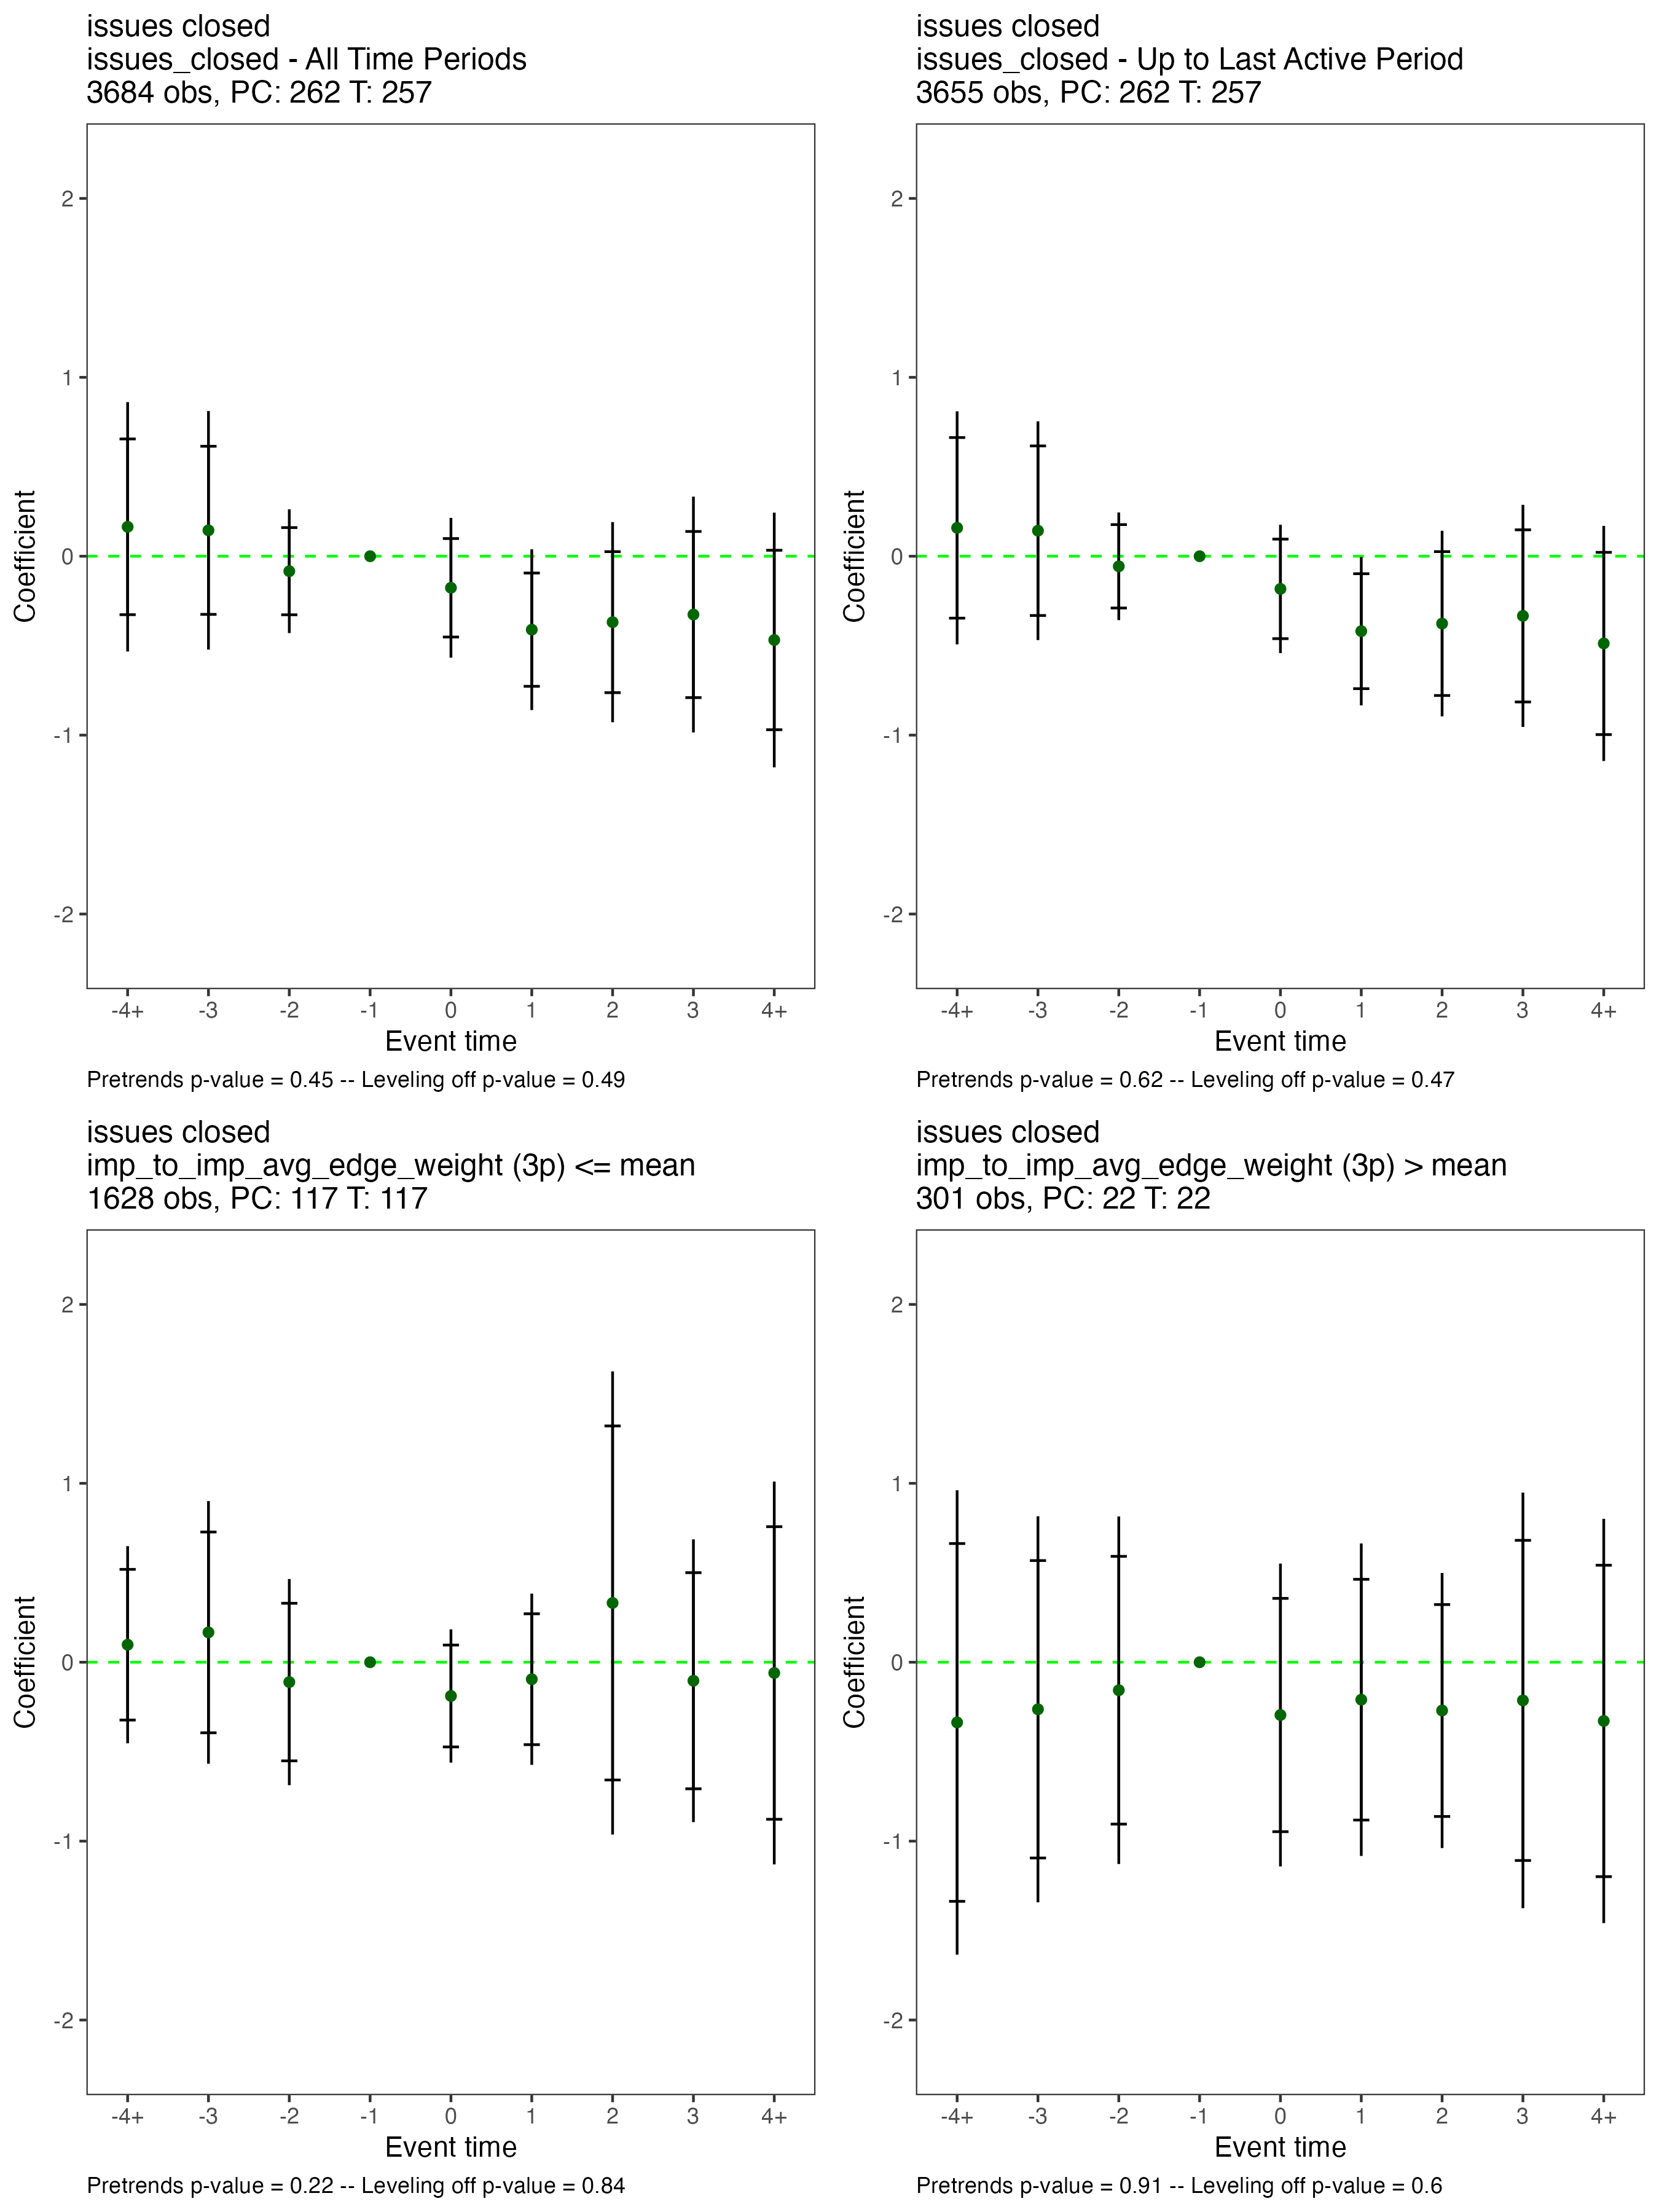 issues closed
issues_closed - All Time Periods
3684 obs, PC: 262 T: 257
2
1
0
-1
-2
Coefficient
-4+ -3 -2 -1 0 1 2 3 4+
Event time
Pretrends p-value = 0.45 -- Leveling off p-value = 0.49
issues closed
issues_closed - Up to Last Active Period
3655 obs, PC: 262 T: 257
2
1
0
-1
-2
Coefficient
-4+ -3 -2 -1 0 1 2 3 4+
Event time
Pretrends p-value = 0.62 -- Leveling off p-value = 0.47
issues closed
imp_to_imp_avg_edge_weight (3p) <= mean
1628 obs, PC: 117 T: 117
2
1
0
-1
-2
Coefficient
-4+ -3 -2 -1 0 1 2 3 4+
Event time
Pretrends p-value = 0.22 -- Leveling off p-value = 0.84
issues closed
imp_to_imp_avg_edge_weight (3p) > mean
301 obs, PC: 22 T: 22
2
1
0
-1
-2
Coefficient
-4+ -3 -2 -1 0 1 2 3 4+
Event time
Pretrends p-value = 0.91 -- Leveling off p-value = 0.6